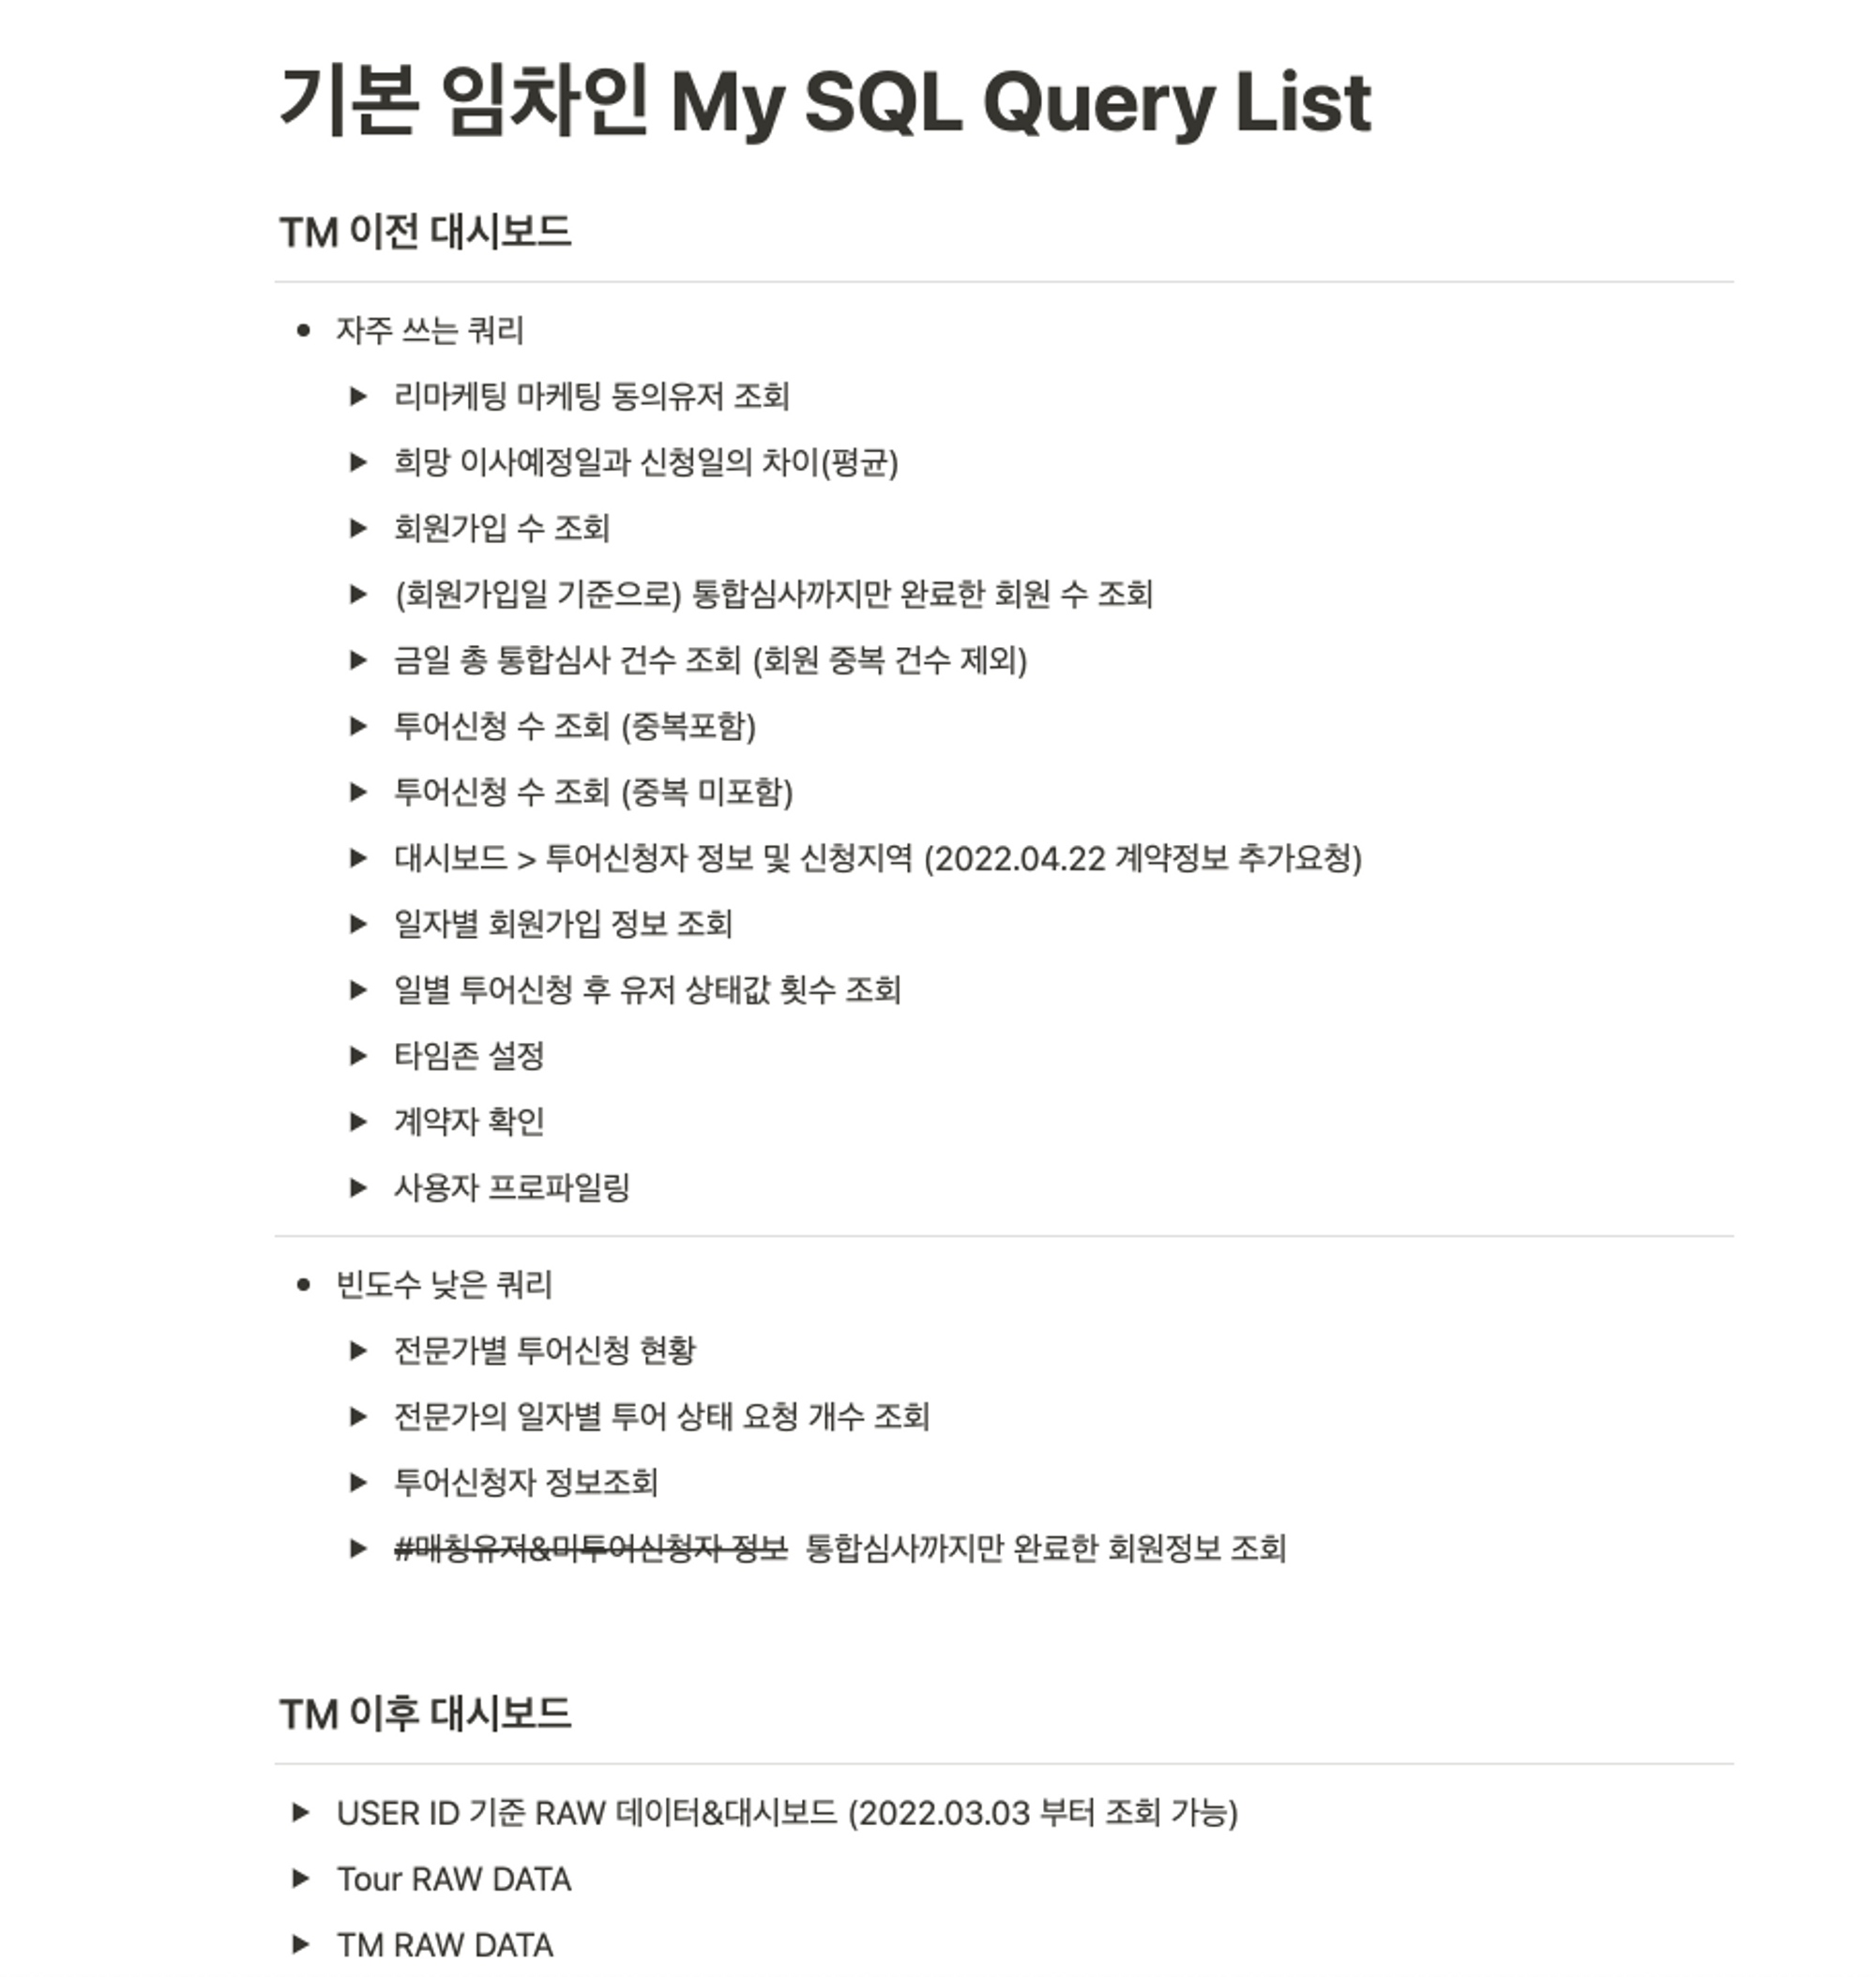 기본 임차인 My SQL Query List
TM 이전 대시보드
자주 쓰는 쿼리
리마케팅 마케팅 동의유저 조회
희망 이사예정일과 신청일의 차이(평균)
회원가입 수 조회
(회원가입일 기준으로) 통합심사까지만 완료한 회원 수 조회
금일 총 통합심사 건수 조회 (회원 중복 건수 제외)
투어신청 수 조회 (중복포함)
투어신청 수 조회 (중복 미포함)
대시보드 > 투어신청자 정보 및 신청지역 (2022.04.22 계약정보 추가요청)
일자별 회원가입 정보 조회
일별 투어신청 후 유저 상태값 횟수 조회
타임존 설정
계약자 확인
사용자 프로파일링
빈도수 낮은 쿼리
전문가별 투어신청 현황
전문가의 일자별 투어 상태 요청 개수 조회
투어신청자 정보조회
#매칭유저&미투어신청자 정보 통합심사까지만 완료한 회원정보 조회
TM 이후 대시보드
USER ID 기준 RAW 데이터&대시보드 (2022.03.03 부터 조회 가능)
Tour RAW DATA
TM RAW DATA